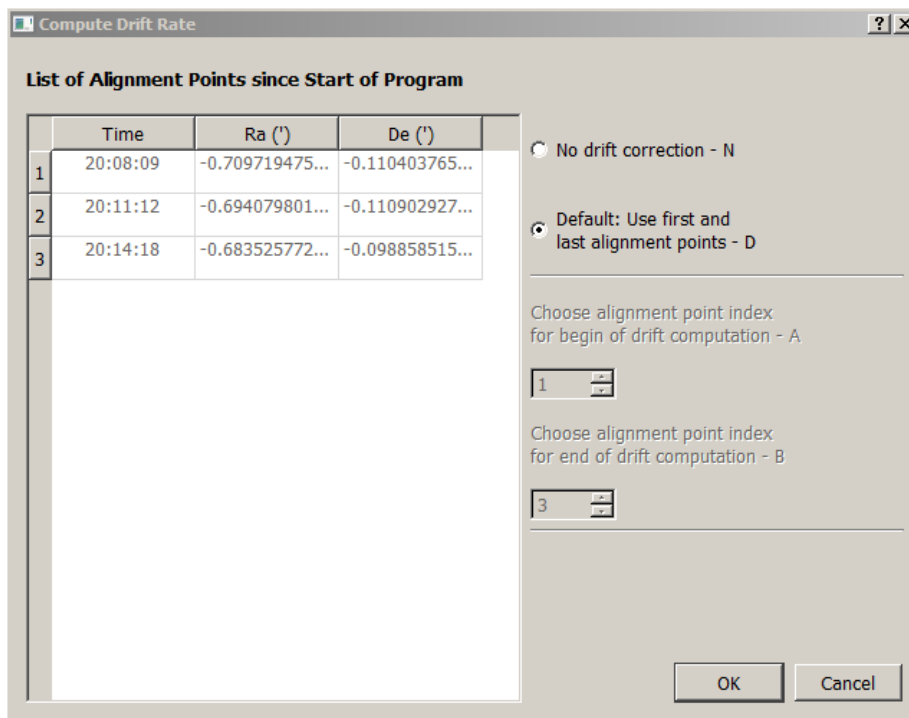 Compute Drift Rate
List of Alignment Points since Start of Program
Time Ra (') De (')
1 20:08:09 -0.709719475... -0.110403765...
2 20:11:12 -0.694079801... -0.110902927...
3 20:14:18 -0.683525772... -0.098858515...
No drift correction - N
Default: Use first and
last alignment points - D
Choose alignment point index
for begin of drift computation - A
1
Choose alignment point index
for end of drift computation - B
3
OK Cancel